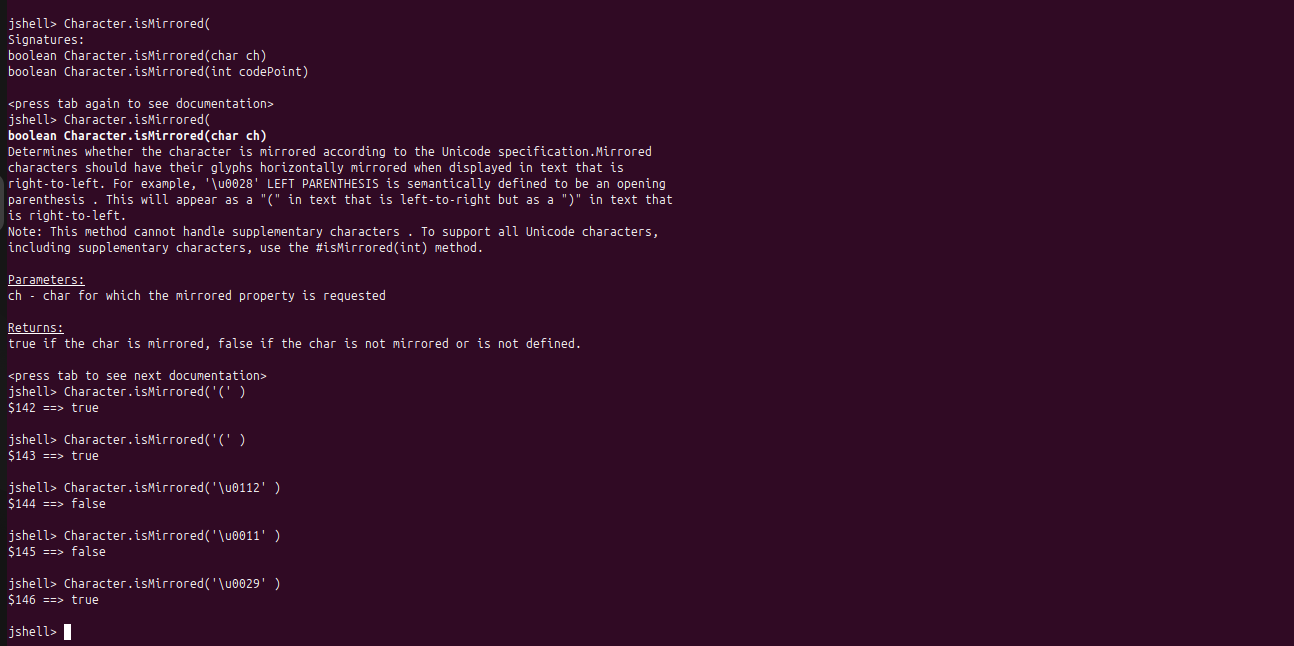 jshell> Character.isMirrored(
Signatures:
boolean Character.isMirrored(char ch)
boolean Character.isMirrored(int codePoint)
<press tab again to see documentation>
jshell> Character.isMirrored(
boolean Character.isMirrored(char ch)
Determines whether the character is mirrored according to the Unicode specification.Mirrored
characters should have their glyphs horizontally mirrored when displayed in text that is
right-to-left. For example, '\u0028' LEFT PARENTHESIS is semantically defined to be an opening
parenthesis . This will appear as a "(" in text that is left-to-right but as a ")" in text that
is right-to-left.
Note: This method cannot handle supplementary characters . To support all Unicode characters,
including supplementary characters, use the #isMirrored(int) method.
Parameters:
ch - char for which the mirrored property is requested
Returns:
true if the char is mirrored, false if the char is not mirrored or is not defined.
<press tab to see next documentation>
jshell> Character.isMirrored('(' )
$142 ==> true
jshell> Character.isMirrored('(' )
$143 ==> true
jshell> Character.isMirrored('\u0112' )
$144 ==> false
jshell> Character.isMirrored('\u0011' )
$145 ==> false
jshell> Character.isMirrored('\u0029' )
$146 ==> true
jshell>